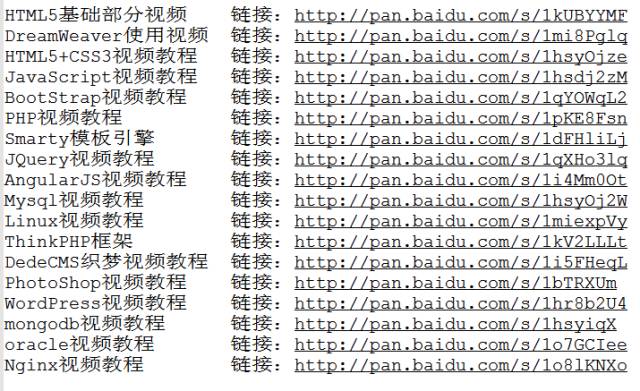 HTML5基础部分视频 链接：http://pan.baidu.com/s/1kUBYYMF
DreamWeaver使用视频 链接：http://pan.baidu.com/s/1mi8Pglq
HTML5+CSS3视频教程 链接：http://pan.baidu.com/s/1hsyOjze
JavaScript视频教程 链接：http://pan.baidu.com/s/1hsdj2zM
BootStrap视频教程 链接：http://pan.baidu.com/s/1qYOWqL2
PHP视频教程 链接：http://pan.baidu.com/s/1pKE8Fsn
Smarty模板引擎 链接：http://pan.baidu.com/s/1dFHliLj
JQuery视频教程 链接：http://pan.baidu.com/s/1qXHo3lq
AngularJS视频教程 链接：http://pan.baidu.com/s/1i4Mm0Ot
Mysql视频教程 链接：http://pan.baidu.com/s/1hsyOj2W
Linux视频教程 链接：http://pan.baidu.com/s/1miexpVy
ThinkPHP框架 链接：http://pan.baidu.com/s/1kV2LLLt
DedeCMS织梦视频教程 链接：http://pan.baidu.com/s/1i5FHeqL
PhotoShop视频教程 链接：http://pan.baidu.com/s/1bTRXUm
WordPress视频教程 链接：http://pan.baidu.com/s/1hr8b2U4
mongodb视频教程 链接：http://pan.baidu.com/s/1hsyiqX
oracle视频教程 链接：http://pan.baidu.com/s/1o7GCIee
Nginx视频教程 链接：http://pan.baidu.com/s/1o8lKNXo